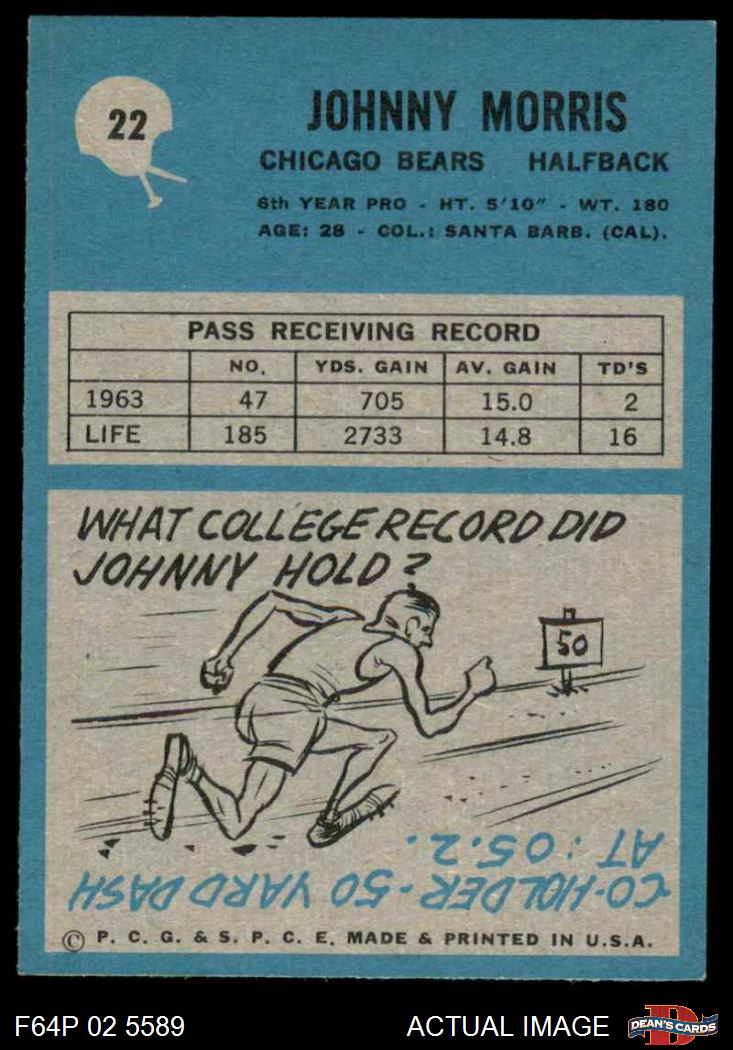 22
JOHNNY MORRIS
CHICAGO BEARS HALFBACK
6th YEAR PRO - HT. 5'10" - WT. 180
AGE: 28 - COL.: SANTA BARB. (CAL).
PASS RECEIVING RECORD
NO. YDS. GAIN AV. GAIN TD'S
1963 47 705 15.0 2
LIFE 185 2733 14.8 16
WHAT COLLEGE RECORD DID
JOHNNY HOLD?
50
CO-HOLDER-50 YARD DASH
AT :05.2.
© P. C. G. & S. P. C. E. MADE & PRINTED IN U.S.A.
F64P 02 5589 ACTUAL IMAGE
D
DEAN'S CARDS